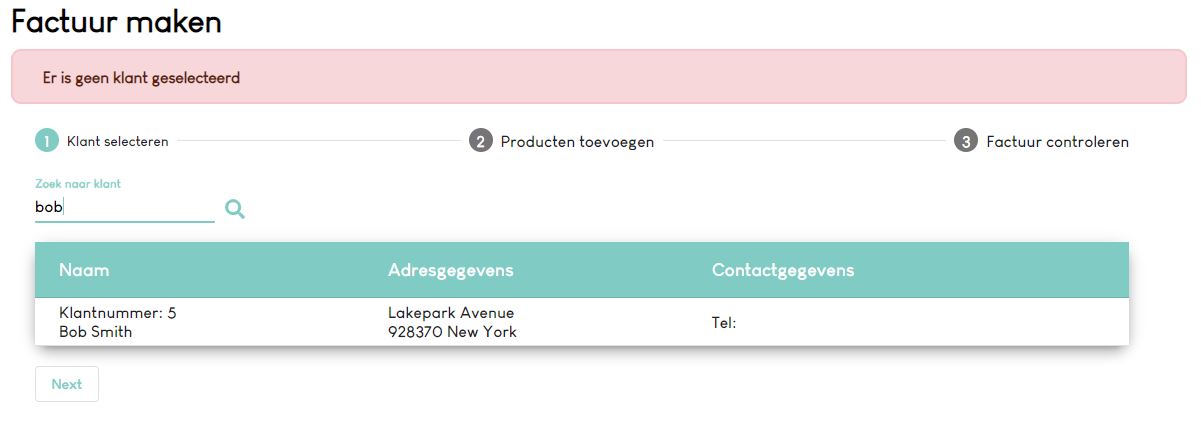 Factuur maken
Er is geen klant geselecteerd
1 Klant selecteren 2 Producten toevoegen 3 Factuur controleren
Zoek naar klant
bob
Naam Adresgegevens Contactgegevens
Klantnummer: 5 Lakepark Avenue
Bob Smith 928370 New York Tel:
Next